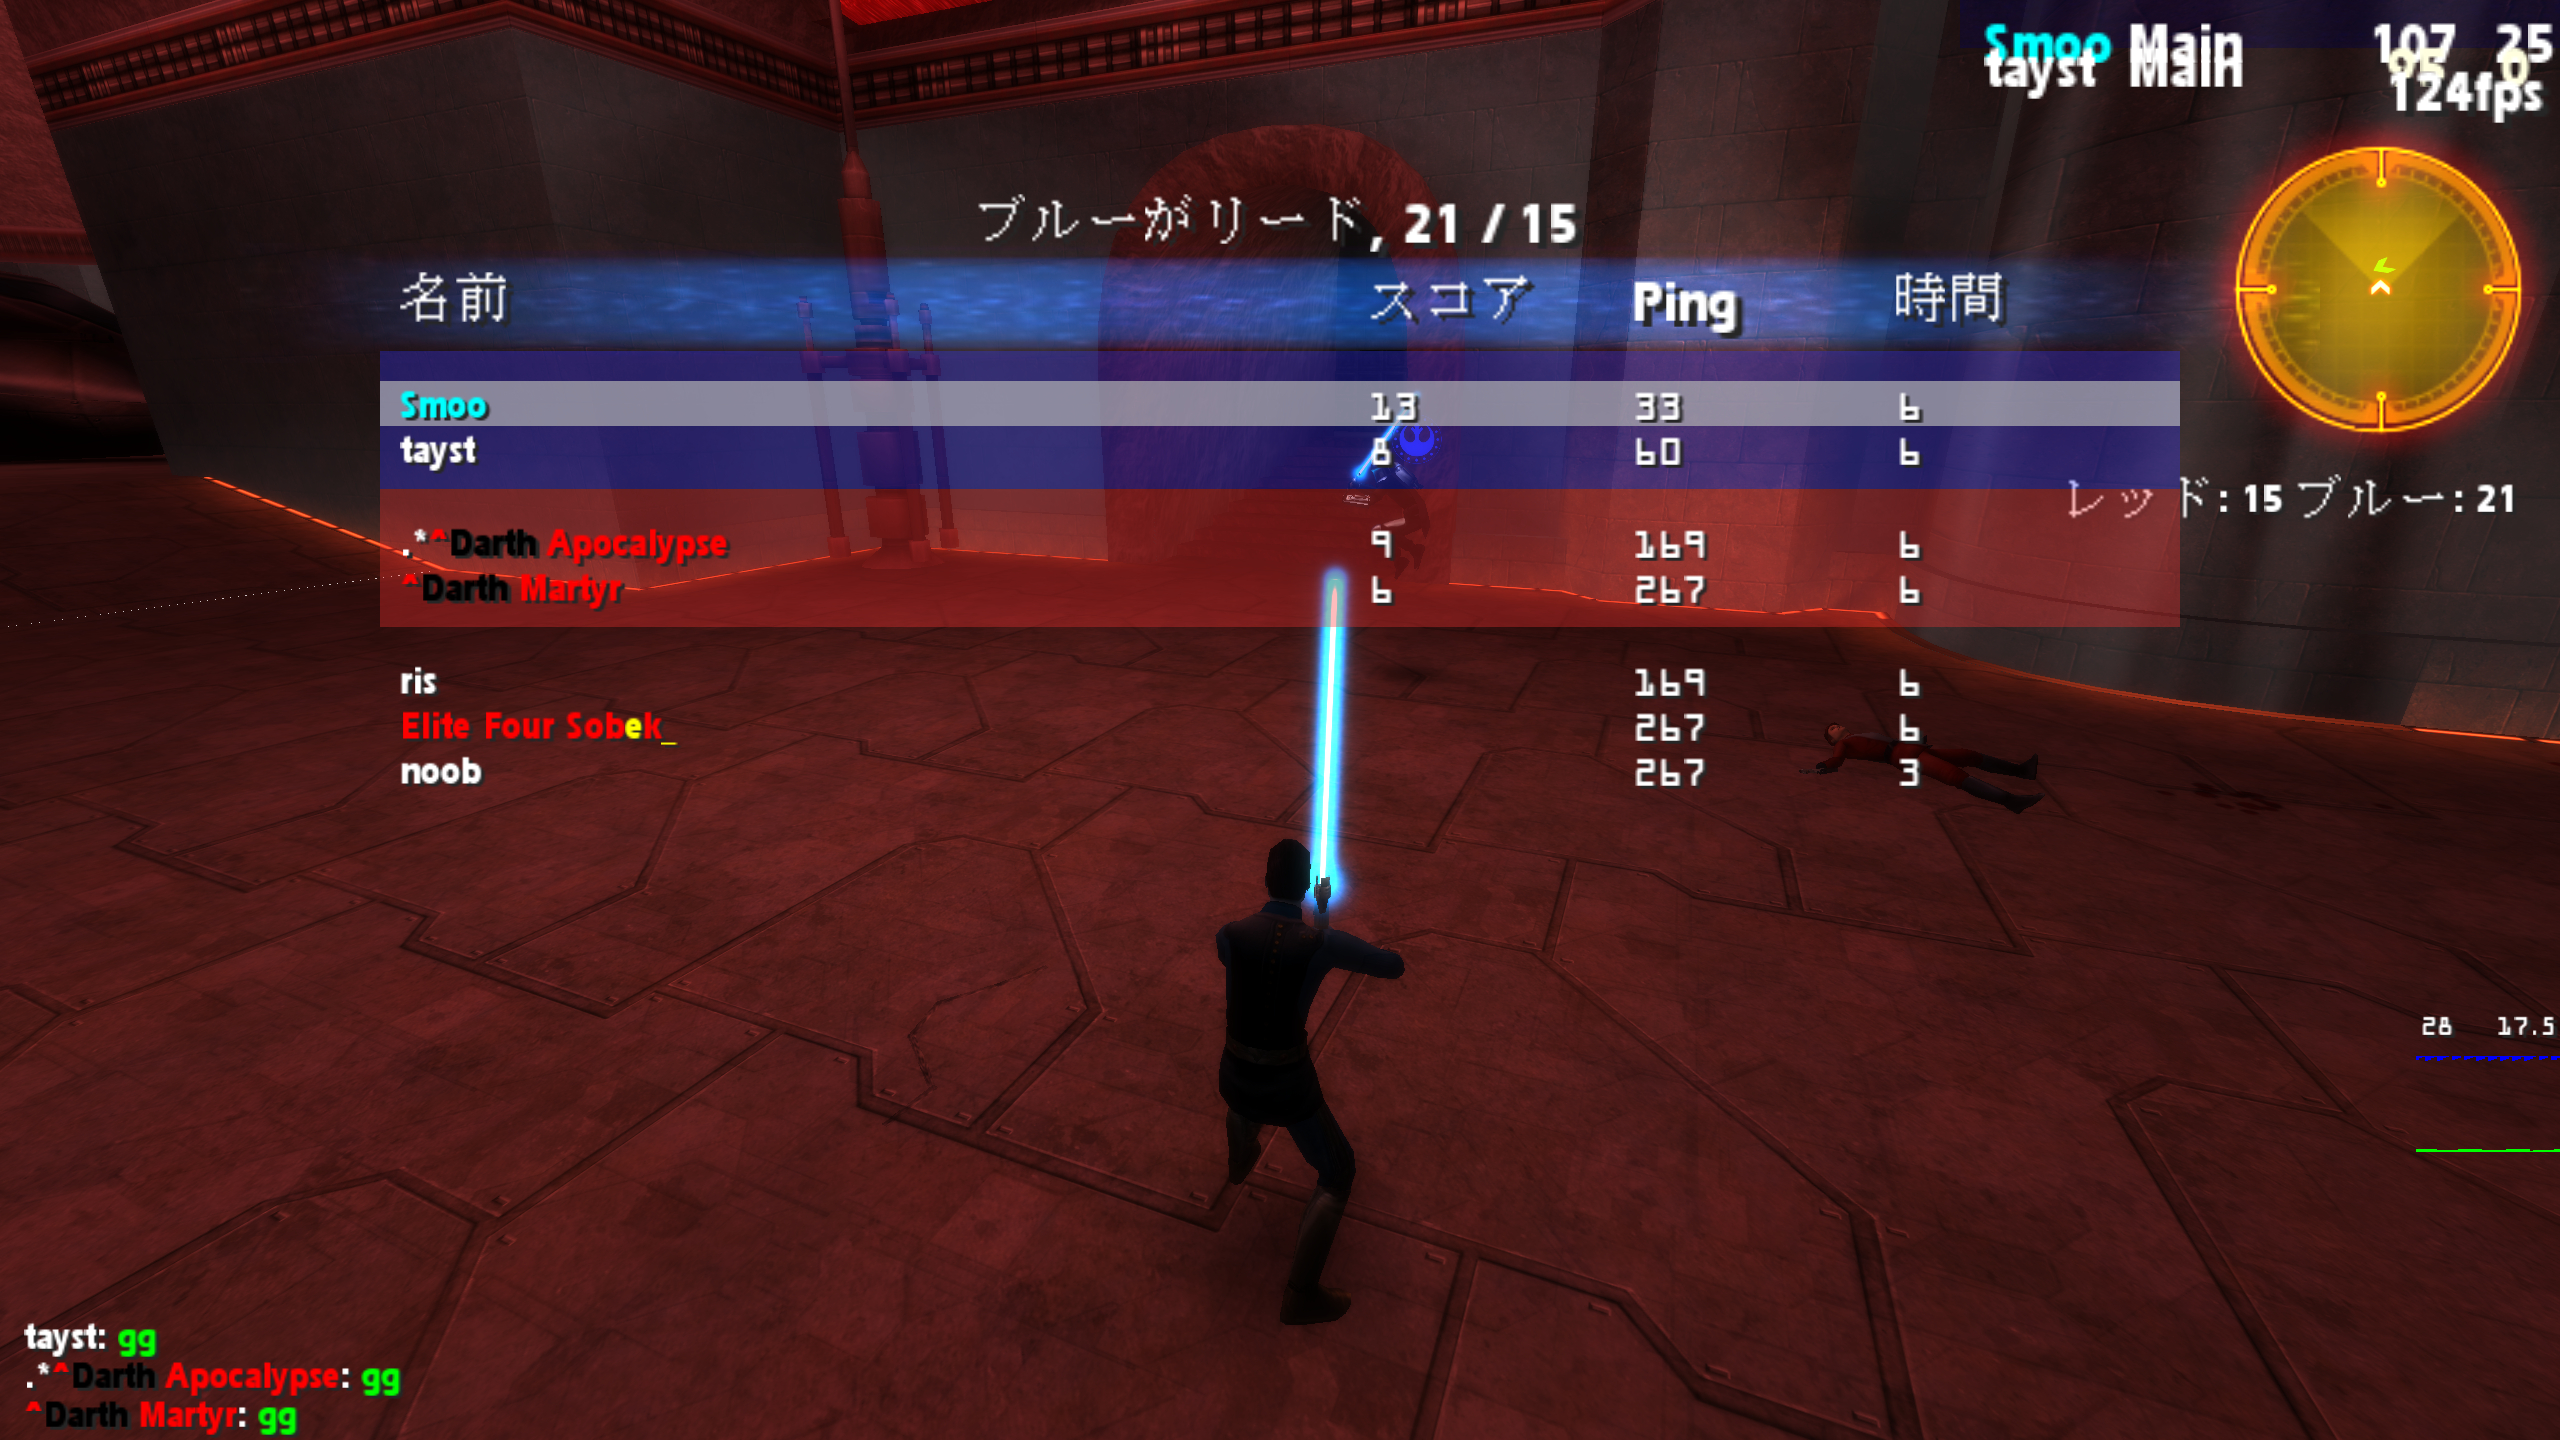 Smoo Main 107 25
tayst Main 95 0
124fps
ブルーがリード, 21 / 15
名前 スコア Ping 時間
Smoo 13 33 6
tayst 8 60 6
レッド: 15 ブルー: 21
.*^Darth Apocalypse 9 169 6
^Darth Martyr 6 267 6
ris 169 6
Elite Four Sobek_ 267 6
noob 267 3
28 17.5
tayst: gg
.*^Darth Apocalypse: gg
^Darth Martyr: gg